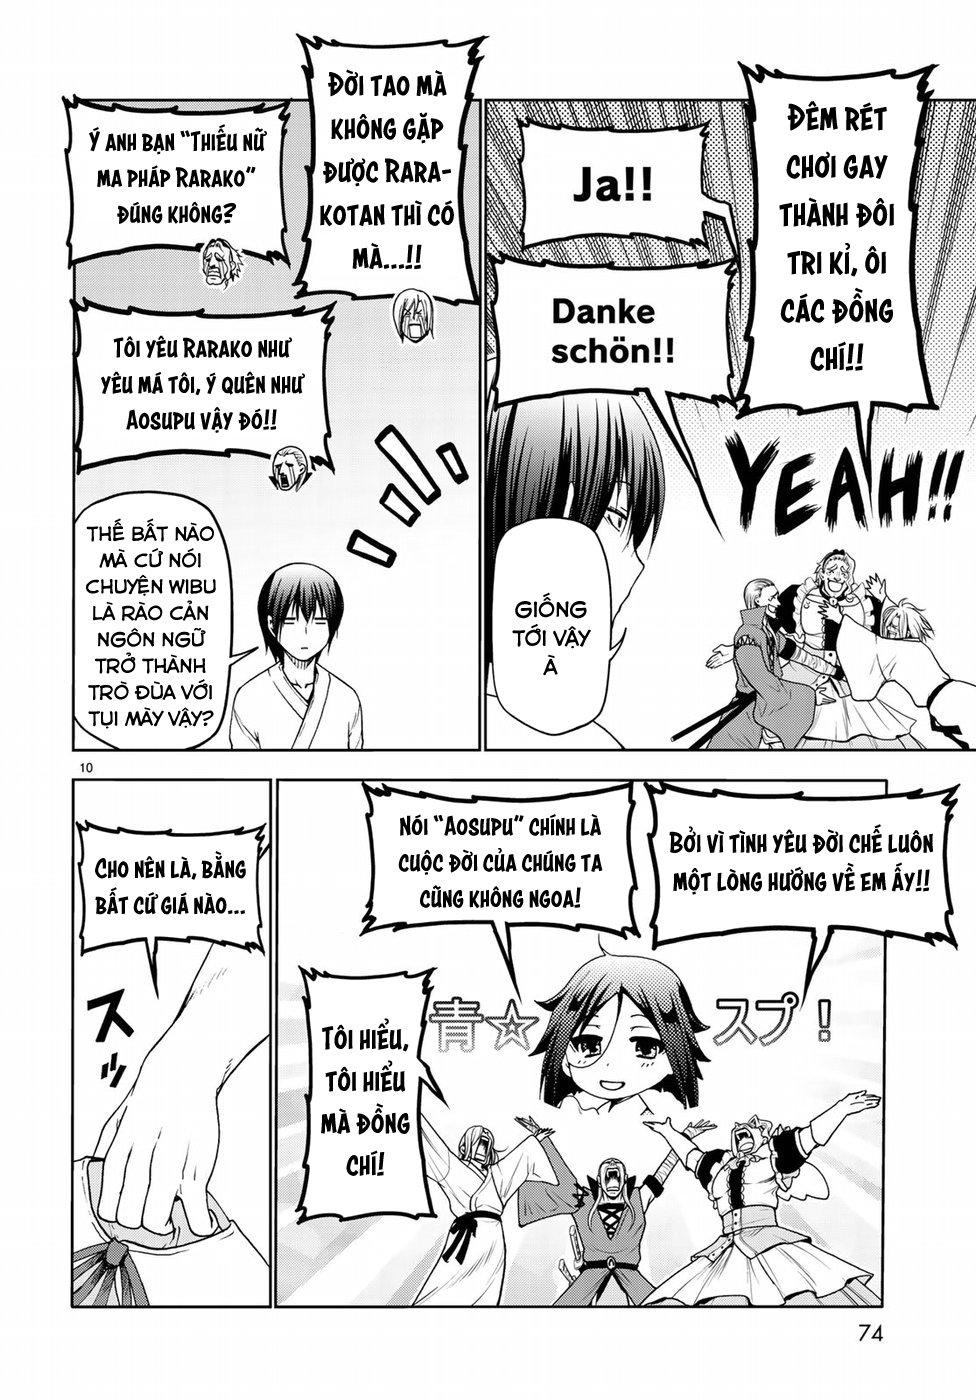 ĐÊM RÉT
CHƠI GAY
THÀNH ĐÔI
TRI KỈ, ÔI
CÁC ĐỒNG
CHÍ!!
Ja!!
Danke
schön!!
YEAH!!
GIỐNG
TỚI VẬY
À
ĐỜI TAO MÀ
KHÔNG GẶP
ĐƯỢC RARA-
KOTAN THÌ CÓ
MÀ...!!
Ý ANH BẠN “THIẾU NỮ
MA PHÁP RARAKO”
ĐÚNG KHÔNG?
TÔI YÊU RARAKO NHƯ
YÊU MÁ TÔI, Ý QUÊN NHƯ
AOSUPU VẬY ĐÓ!!
THẾ BẤT NÀO
MÀ CỨ NÓI
CHUYỆN WIBU
LÀ RÀO CẢN
NGÔN NGỮ
TRỞ THÀNH
TRÒ ĐÙA VỚI
TỤI MÀY VẬY?
10
BỞI VÌ TÌNH YÊU ĐỜI CHẾ LUÔN
MỘT LÒNG HƯỚNG VỀ EM ẤY!!
NÓI “AOSUPU” CHÍNH LÀ
CUỘC ĐỜI CỦA CHÚNG TA
CŨNG KHÔNG NGOA!
青☆スプ！
TÔI HIỂU,
TÔI HIỂU
MÀ ĐỒNG
CHÍ!
CHO NÊN LÀ, BẰNG
BẤT CỨ GIÁ NÀO...
スッ
74